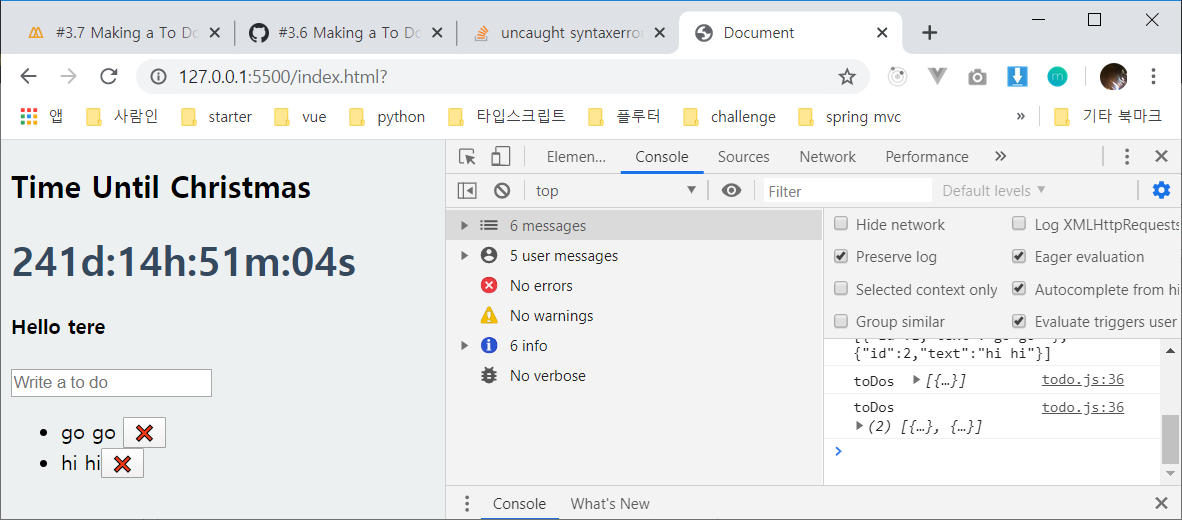 #3.7 Making a To Do
#3.6 Making a To Do
uncaught syntaxerro
Document
127.0.0.1:5500/index.html?
앱
사람인
starter
vue
python
타입스크립트
플루터
challenge
spring mvc
»
기타 북마크
Time Until Christmas
241d:14h:51m:04s
Hello tere
Write a to do
go go
hi hi
Elemen...
Console
Sources
Network
Performance
»
top
Filter
Default levels
6 messages
5 user messages
No errors
No warnings
6 info
No verbose
Hide network
Log XMLHttpRequests
Preserve log
Eager evaluation
Selected context only
Autocomplete from hi
Group similar
Evaluate triggers user
{"id":2,"text":"hi hi"}]
toDos [{…}] todo.js:36
toDos todo.js:36
(2) [{…}, {…}]
Console
What's New